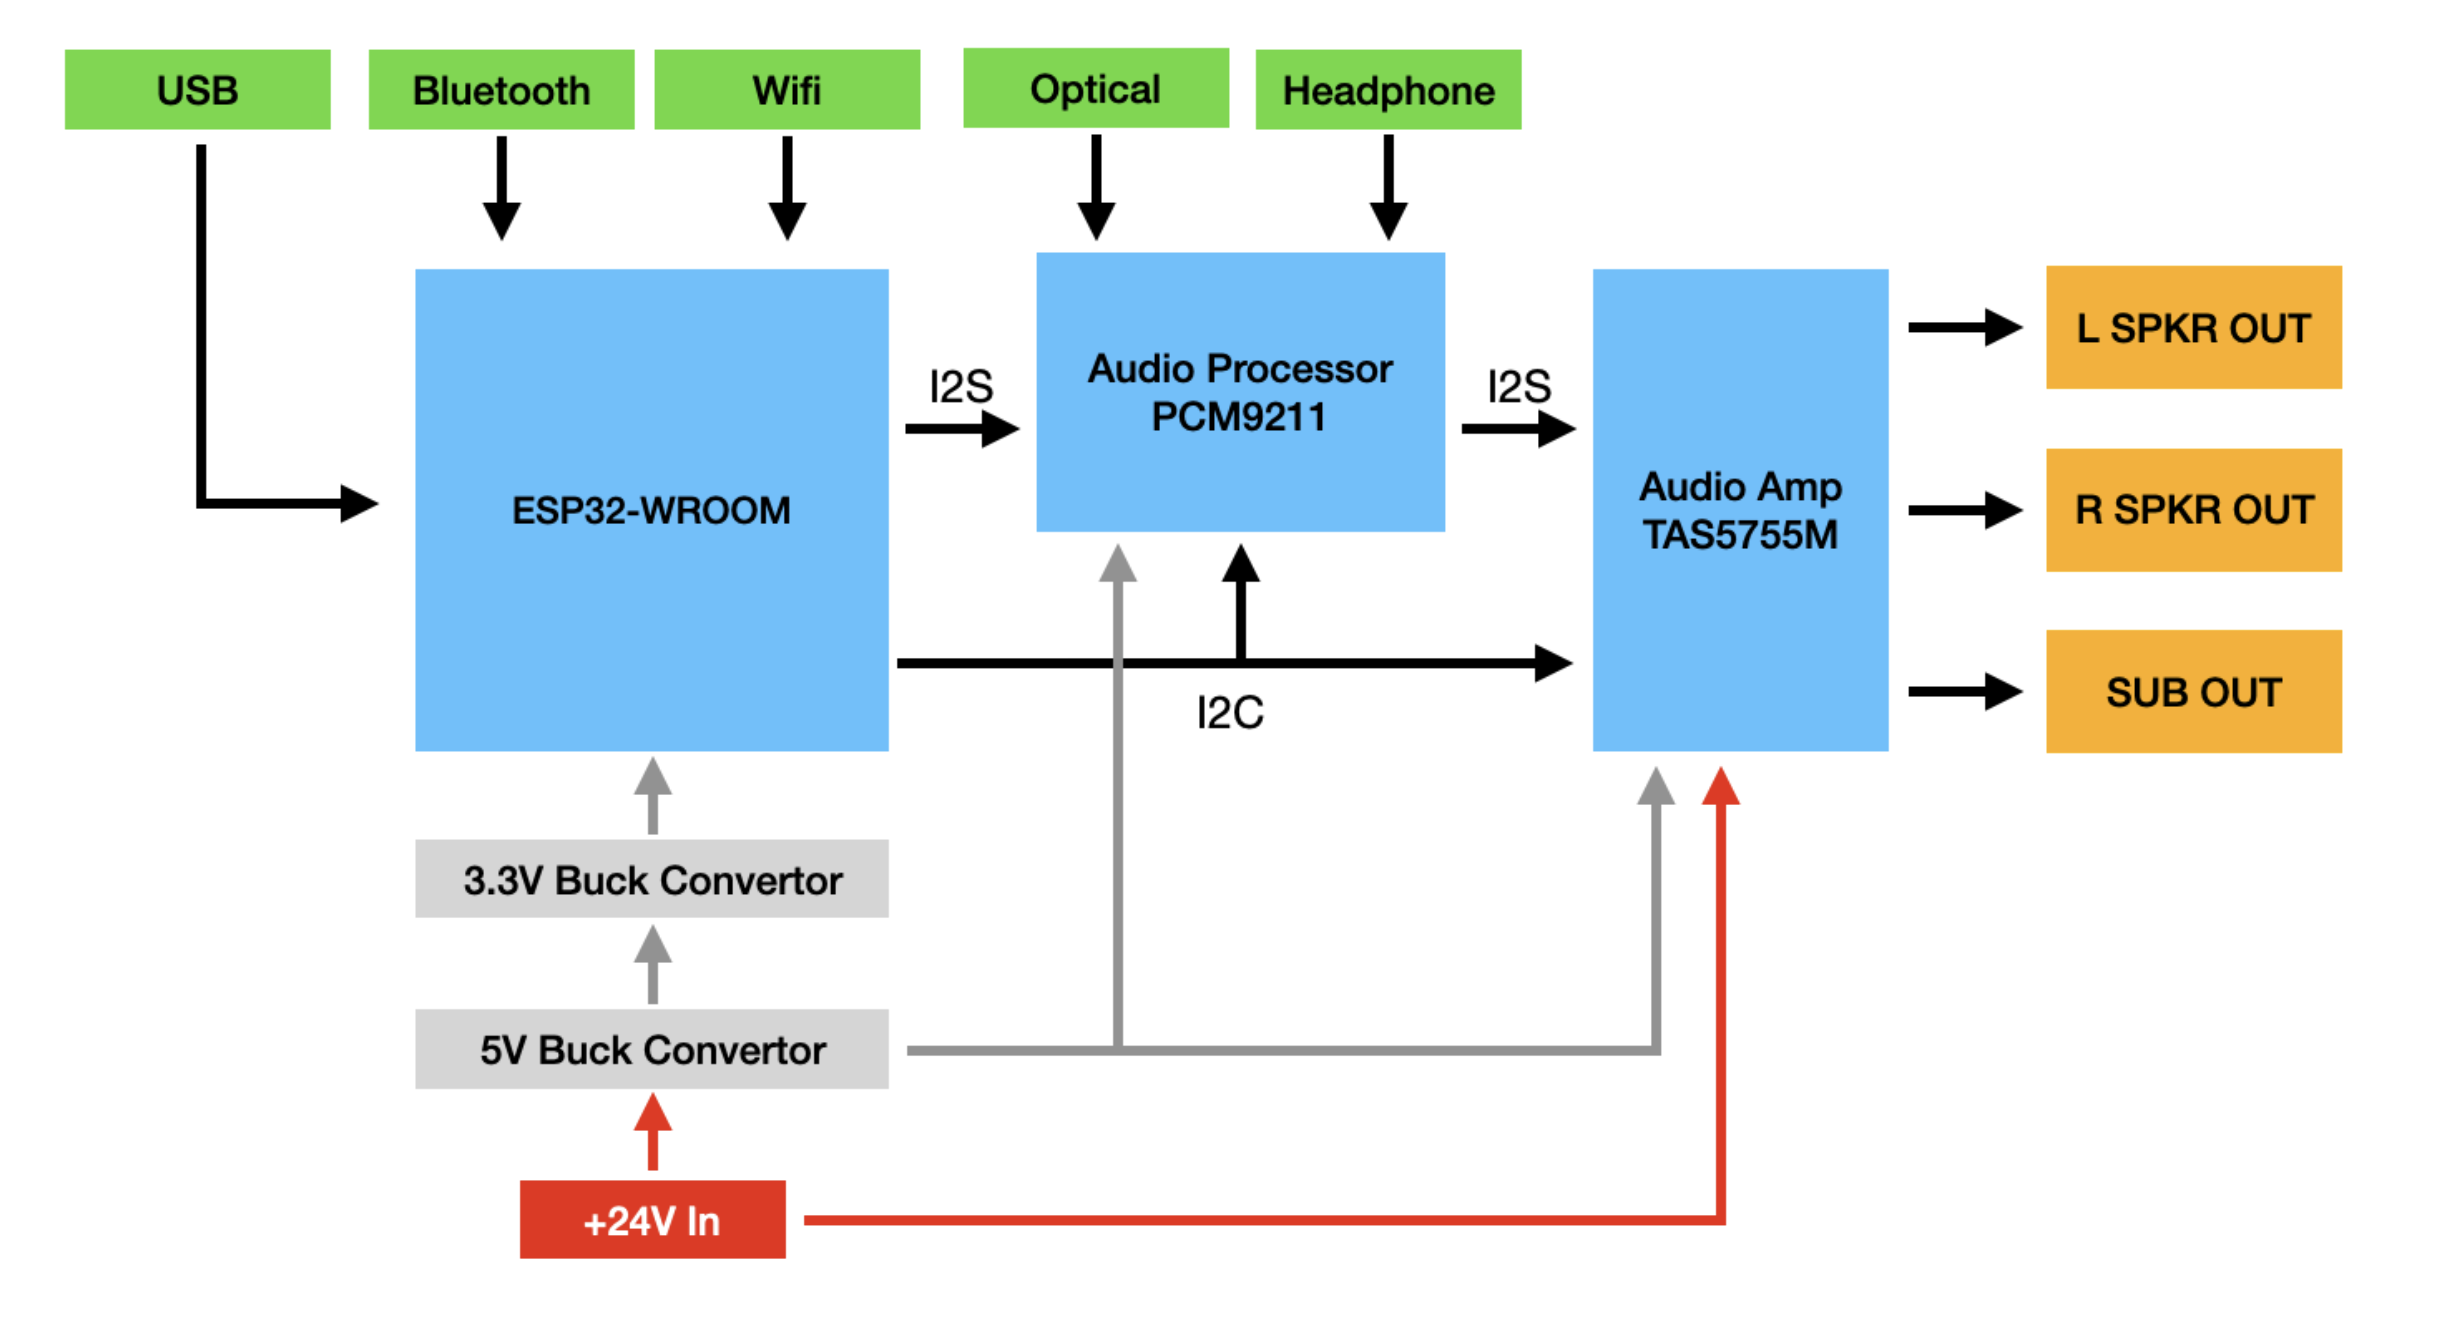 USB
Bluetooth
Wifi
Optical
Headphone
ESP32-WROOM
I2S
Audio Processor
PCM9211
I2S
Audio Amp
TAS5755M
L SPKR OUT
R SPKR OUT
SUB OUT
I2C
3.3V Buck Convertor
5V Buck Convertor
+24V In